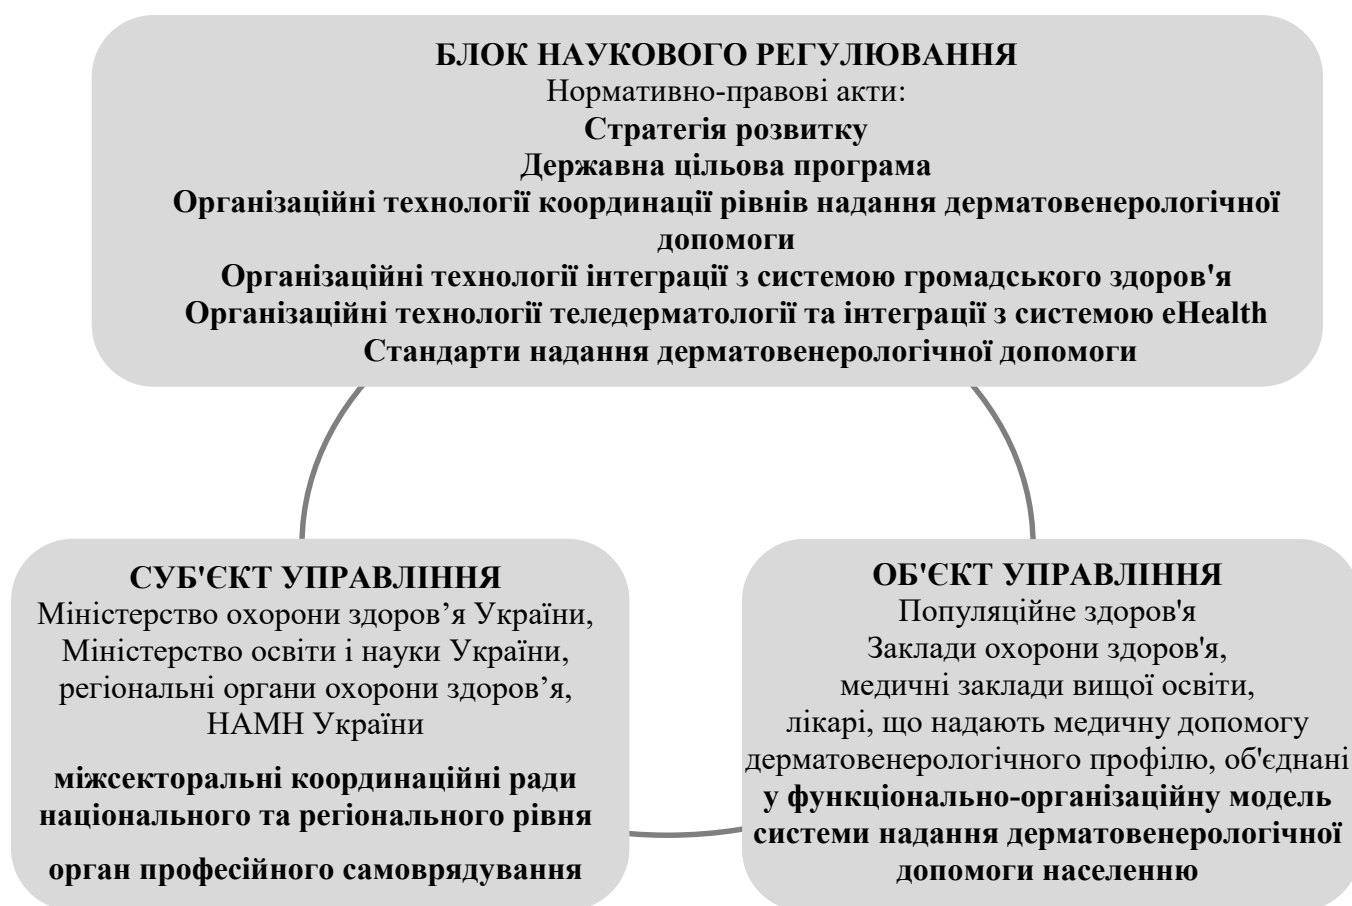 БЛОК НАУКОВОГО РЕГУЛЮВАННЯ
Нормативно-правові акти:
Стратегія розвитку
Державна цільова програма
Організаційні технології координації рівнів надання дерматовенерологічної
допомоги
Організаційні технології інтеграції з системою громадського здоров'я
Організаційні технології теледерматології та інтеграції з системою eHealth
Стандарти надання дерматовенерологічної допомоги
СУБ'ЄКТ УПРАВЛІННЯ
Міністерство охорони здоров’я України,
Міністерство освіти і науки України,
регіональні органи охорони здоров’я,
НАМН України
міжсекторальні координаційні ради
національного та регіонального рівня
орган професійного самоврядування
ОБ'ЄКТ УПРАВЛІННЯ
Популяційне здоров'я
Заклади охорони здоров'я,
медичні заклади вищої освіти,
лікарі, що надають медичну допомогу
дерматовенерологічного профілю, об'єднані
у функціонально-організаційну модель
системи надання дерматовенерологічної
допомоги населенню